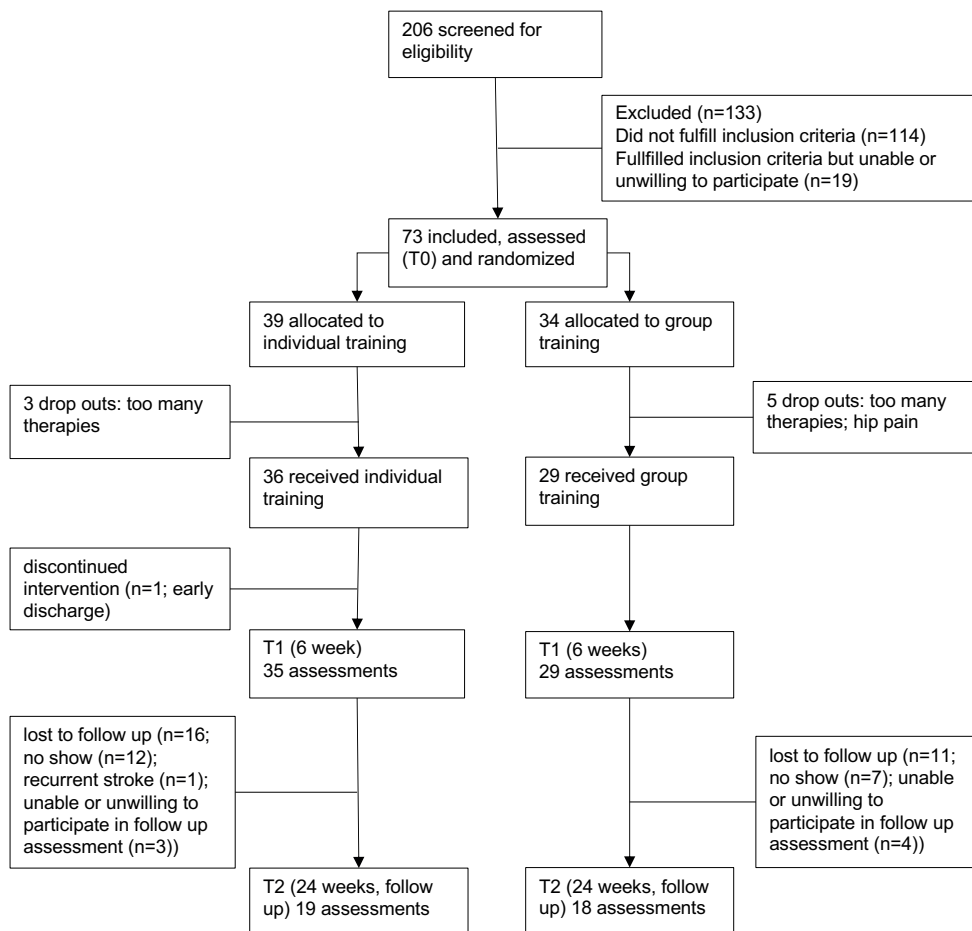 206 screened for
eligibility
Excluded (n=133)
Did not fulfill inclusion criteria (n=114)
Fullfilled inclusion criteria but unable or
unwilling to participate (n=19)
73 included, assessed
(T0) and randomized
39 allocated to
individual training
34 allocated to group
training
3 drop outs: too many
therapies
5 drop outs: too many
therapies; hip pain
36 received individual
training
29 received group
training
discontinued
intervention (n=1; early
discharge)
T1 (6 week)
35 assessments
T1 (6 weeks)
29 assessments
lost to follow up (n=16;
no show (n=12);
recurrent stroke (n=1);
unable or unwilling to
participate in follow up
assessment (n=3))
lost to follow up (n=11;
no show (n=7); unable
or unwilling to
participate in follow up
assessment (n=4))
T2 (24 weeks, follow
up) 19 assessments
T2 (24 weeks, follow
up) 18 assessments